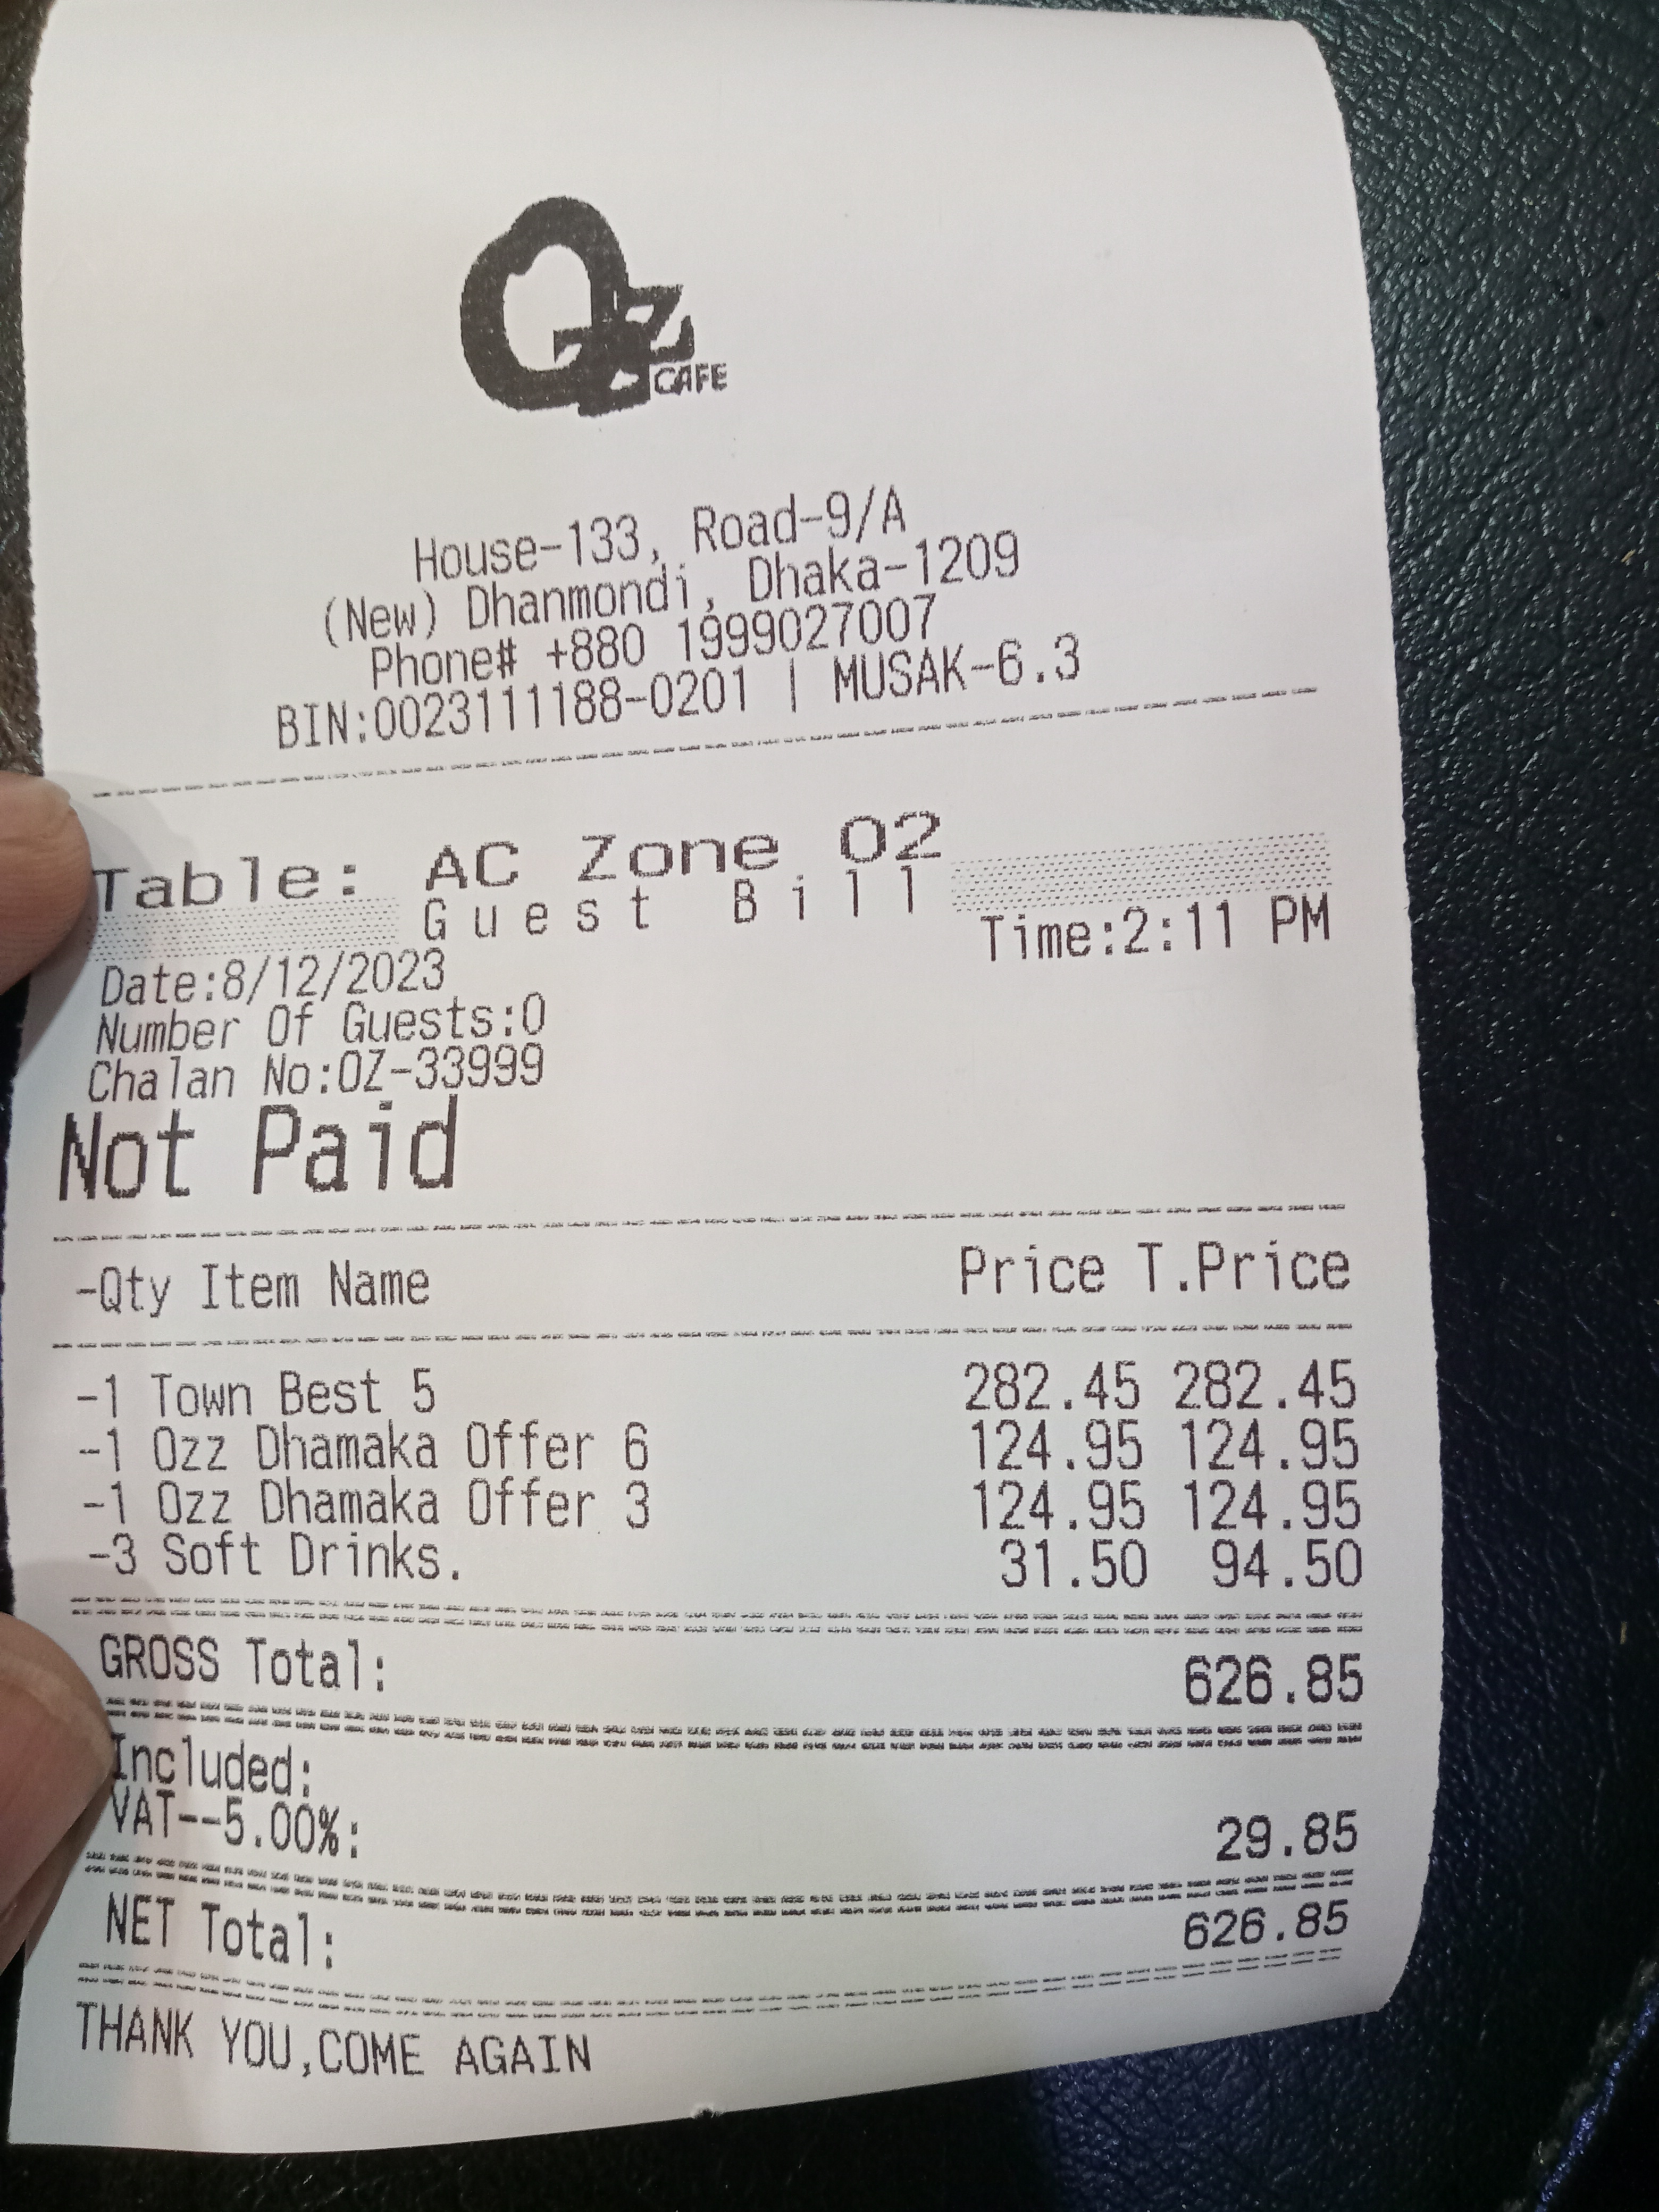 Oz
CAFE
House-133, Road-9/A
(New) Dhanmondi, Dhaka-1209
Phone# +880 1999027007
BIN:0023111188-0201 | MUSAK-6.3
Table: AC Zone 02
Guest Bill
Time:2:11 PM
Date:8/12/2023
Number Of Guests:0
Chalan No:OZ-33999
Not Paid
-Qty Item Name Price T.Price
-1 Town Best 5 282.45 282.45
-1 Ozz Dhamaka Offer 6 124.95 124.95
-1 Ozz Dhamaka Offer 3 124.95 124.95
-3 Soft Drinks. 31.50 94.50
GROSS Total: 626.85
Included:
VAT--5.00%: 29.85
NET Total: 626.85
THANK YOU,COME AGAIN